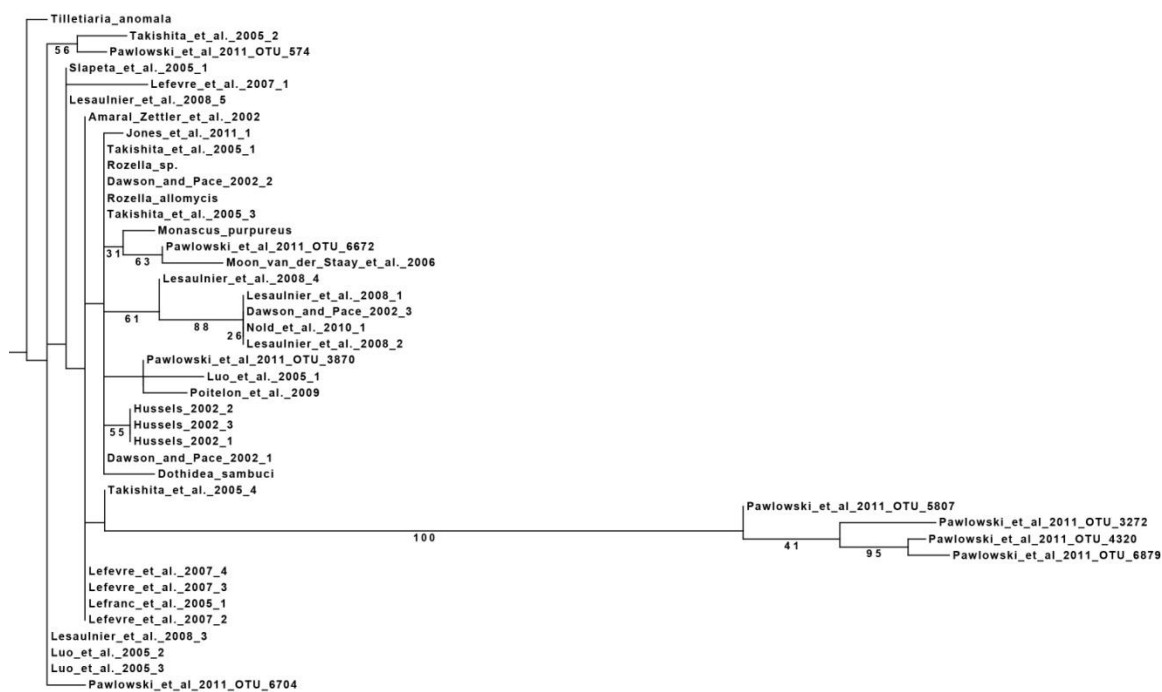 Tilletiaria_anomala
Takishita_et_al._2005_2
56
Pawlowski_et_al_2011_OTU_574
Slapeta_et_al._2005_1
Lefevre_et_al._2007_1
Lesaulnier_et_al._2008_5
Amaral_Zettler_et_al._2002
Jones_et_al._2011_1
Takishita_et_al._2005_1
Rozella_sp.
Dawson_and_Pace_2002_2
Rozella_allomycis
Takishita_et_al._2005_3
Monascus_purpureus
Pawlowski_et_al_2011_OTU_6672
31
63
Moon_van_der_Staay_et_al._2006
Lesaulnier_et_al._2008_4
Lesaulnier_et_al._2008_1
Dawson_and_Pace_2002_3
61
88
Nold_et_al._2010_1
26
Lesaulnier_et_al._2008_2
Pawlowski_et_al_2011_OTU_3870
Luo_et_al._2005_1
Poitelon_et_al._2009
Hussels_2002_2
Hussels_2002_3
55
Hussels_2002_1
Dawson_and_Pace_2002_1
Dothidea_sambuci
Takishita_et_al._2005_4
Pawlowski_et_al_2011_OTU_5807
Pawlowski_et_al_2011_OTU_3272
100
Pawlowski_et_al_2011_OTU_4320
41
95
Pawlowski_et_al_2011_OTU_6879
Lefevre_et_al._2007_4
Lefevre_et_al._2007_3
Lefranc_et_al._2005_1
Lefevre_et_al._2007_2
Lesaulnier_et_al._2008_3
Luo_et_al._2005_2
Luo_et_al._2005_3
Pawlowski_et_al_2011_OTU_6704